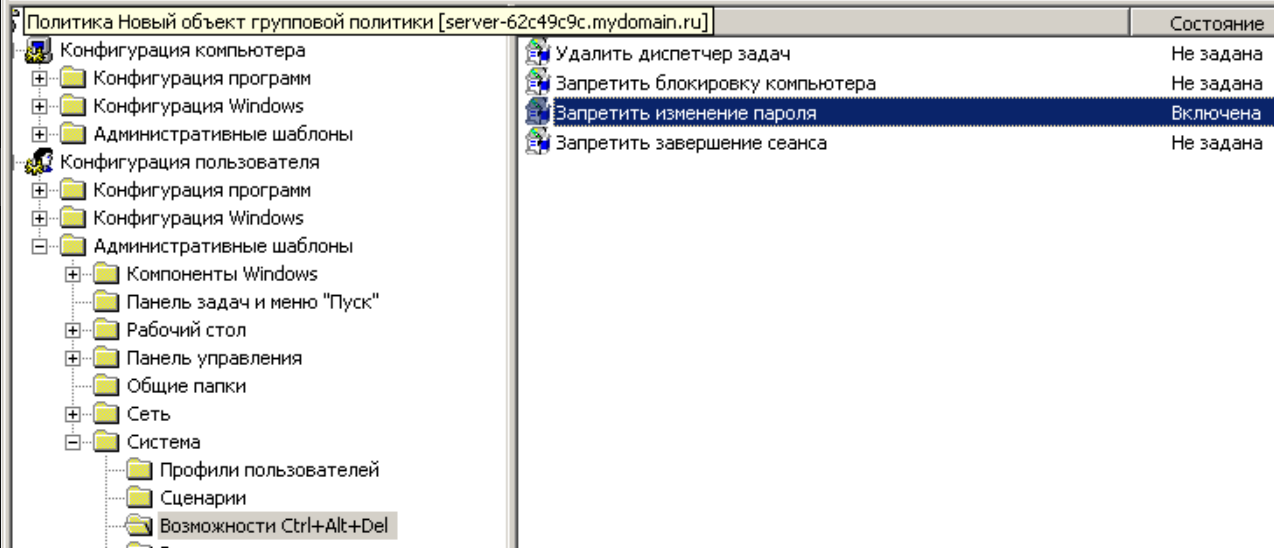 Политика Новый объект групповой политики [server-62c49c9c.mydomain.ru]
Состояние
Конфигурация компьютера
Конфигурация программ
Конфигурация Windows
Административные шаблоны
Конфигурация пользователя
Конфигурация программ
Конфигурация Windows
Административные шаблоны
Компоненты Windows
Панель задач и меню "Пуск"
Рабочий стол
Панель управления
Общие папки
Сеть
Система
Профили пользователей
Сценарии
Возможности Ctrl+Alt+Del
Удалить диспетчер задач Не задана
Запретить блокировку компьютера Не задана
Запретить изменение пароля Включена
Запретить завершение сеанса Не задана